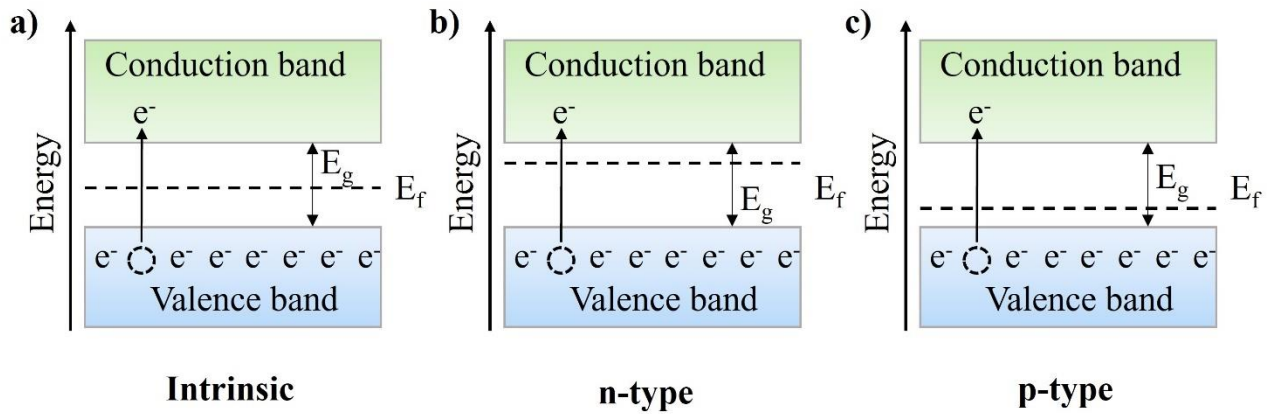 a)
Energy
Conduction band
e⁻
E_g
E_f
e⁻ e⁻ e⁻ e⁻ e⁻ e⁻ e⁻
Valence band
Intrinsic
b)
Energy
Conduction band
e⁻
E_g
E_f
e⁻ e⁻ e⁻ e⁻ e⁻ e⁻ e⁻
Valence band
n-type
c)
Energy
Conduction band
e⁻
E_g
E_f
e⁻ e⁻ e⁻ e⁻ e⁻ e⁻ e⁻
Valence band
p-type